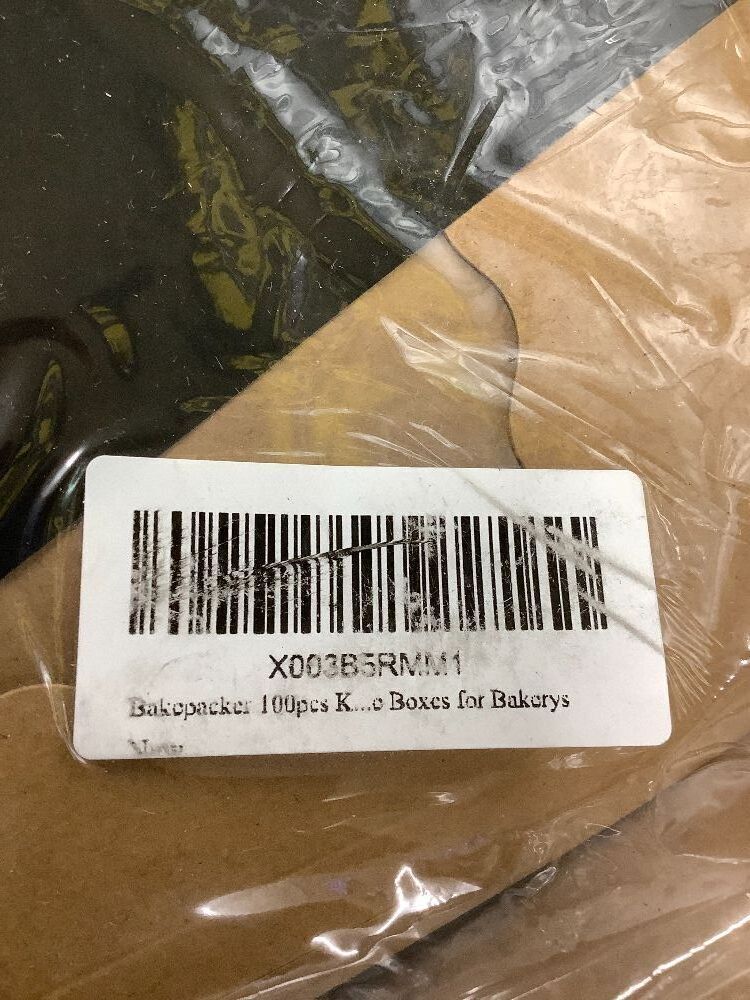 X003B5RMM1
Bakepacker 100pcs K...e Boxes for Bakerys